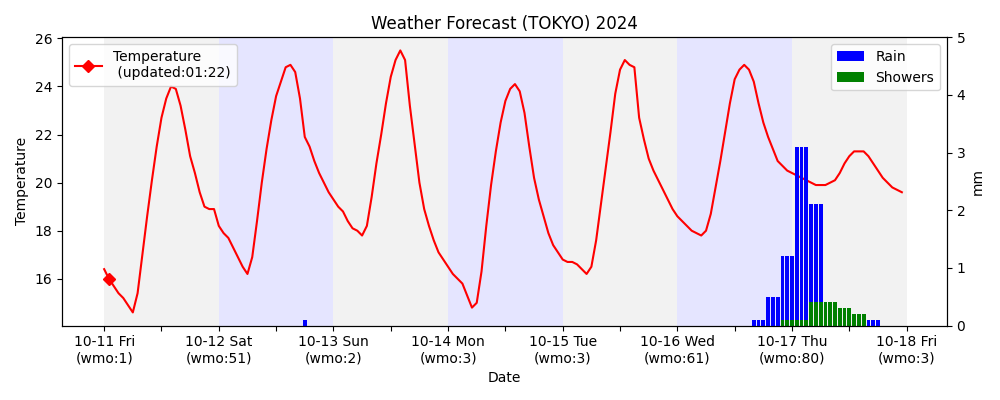 Weather Forecast (TOKYO) 2024
Temperature
(updated:01:22)
Rain
Showers
Temperature
26
24
22
20
18
16
5
4
3
2
1
0
mm
10-11 Fri
(wmo:1)
10-12 Sat
(wmo:51)
10-13 Sun
(wmo:2)
10-14 Mon
(wmo:3)
10-15 Tue
(wmo:3)
10-16 Wed
(wmo:61)
10-17 Thu
(wmo:80)
10-18 Fri
(wmo:3)
Date